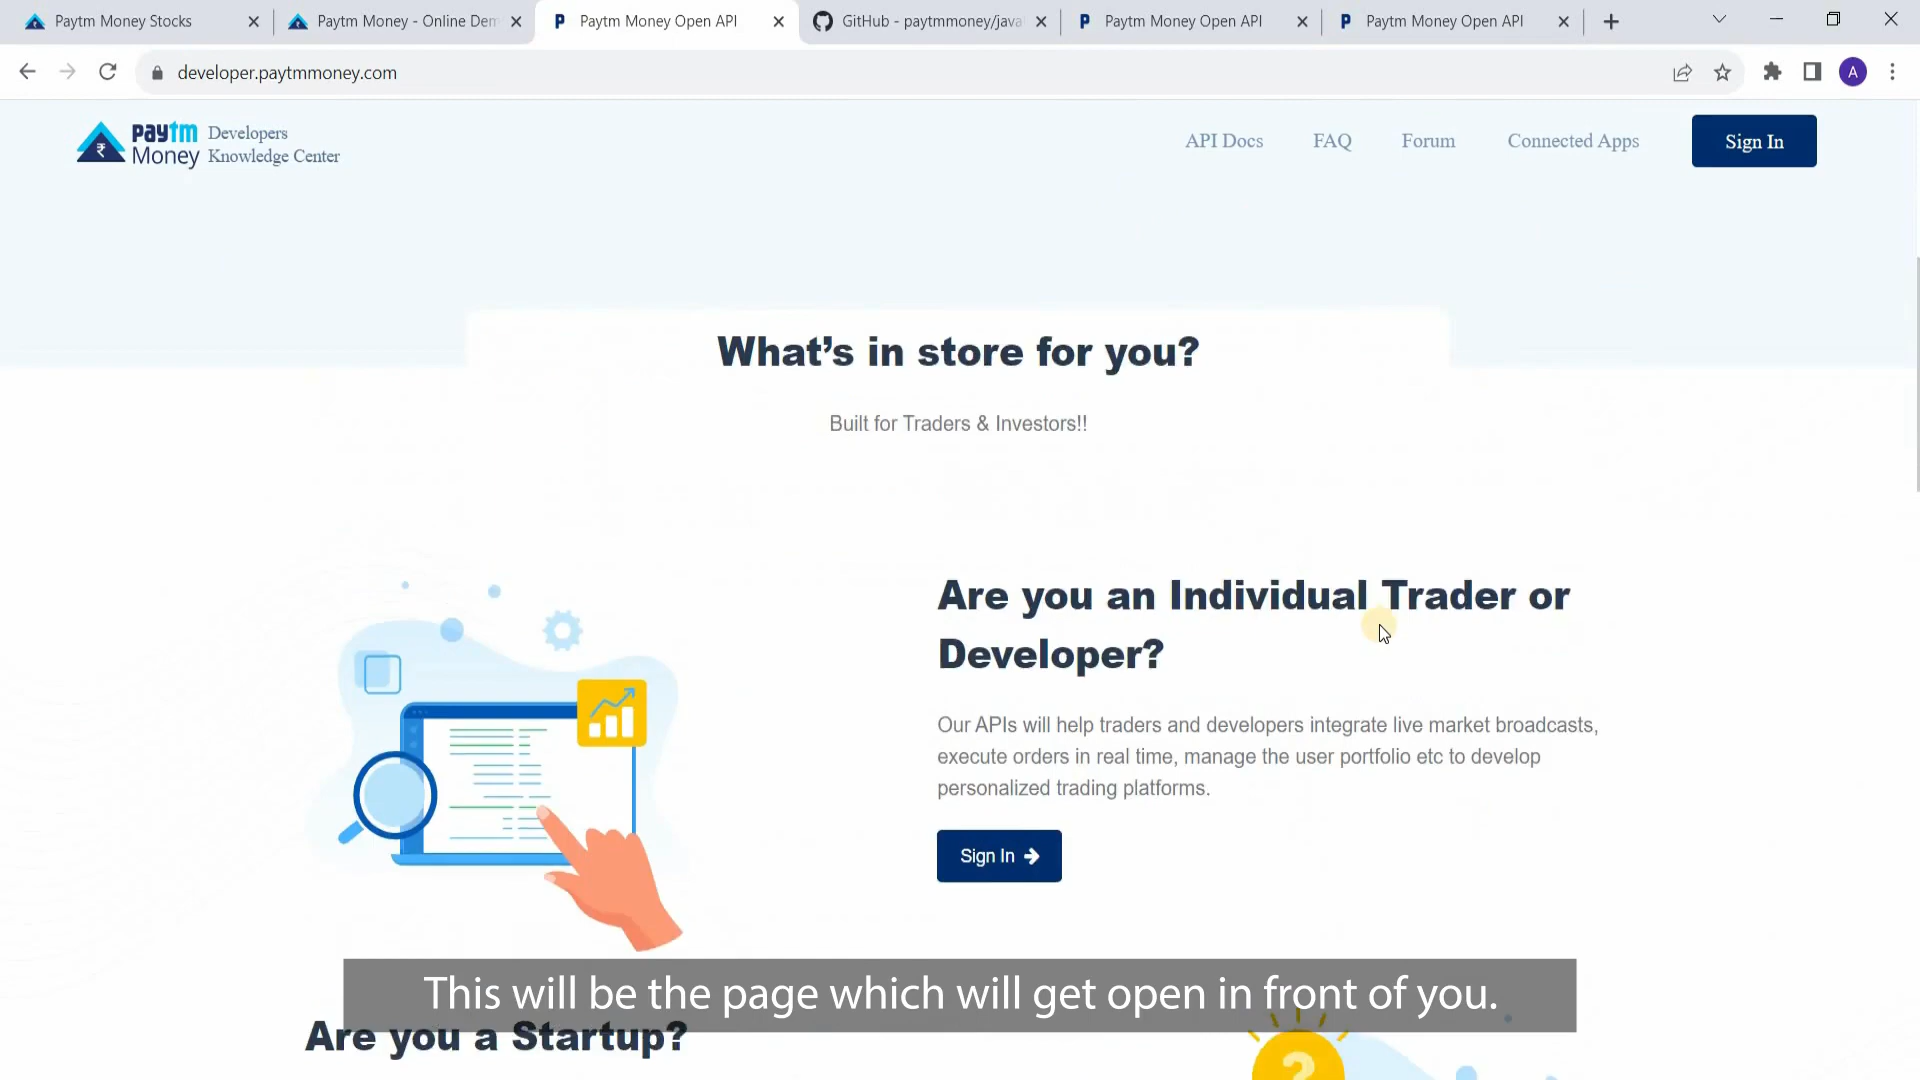 Paytm Money Stocks
Paytm Money - Online Dem
Paytm Money Open API
GitHub - paytmmoney/java
Paytm Money Open API
Paytm Money Open API
developer.paytmmoney.com
A
paytm Money
Developers
Knowledge Center
API Docs
FAQ
Forum
Connected Apps
Sign In
What's in store for you?
Built for Traders & Investors!!
Are you an Individual Trader or
Developer?
Our APIs will help traders and developers integrate live market broadcasts,
execute orders in real time, manage the user portfolio etc to develop
personalized trading platforms.
Sign In
This will be the page which will get open in front of you.
Are you a Startup?